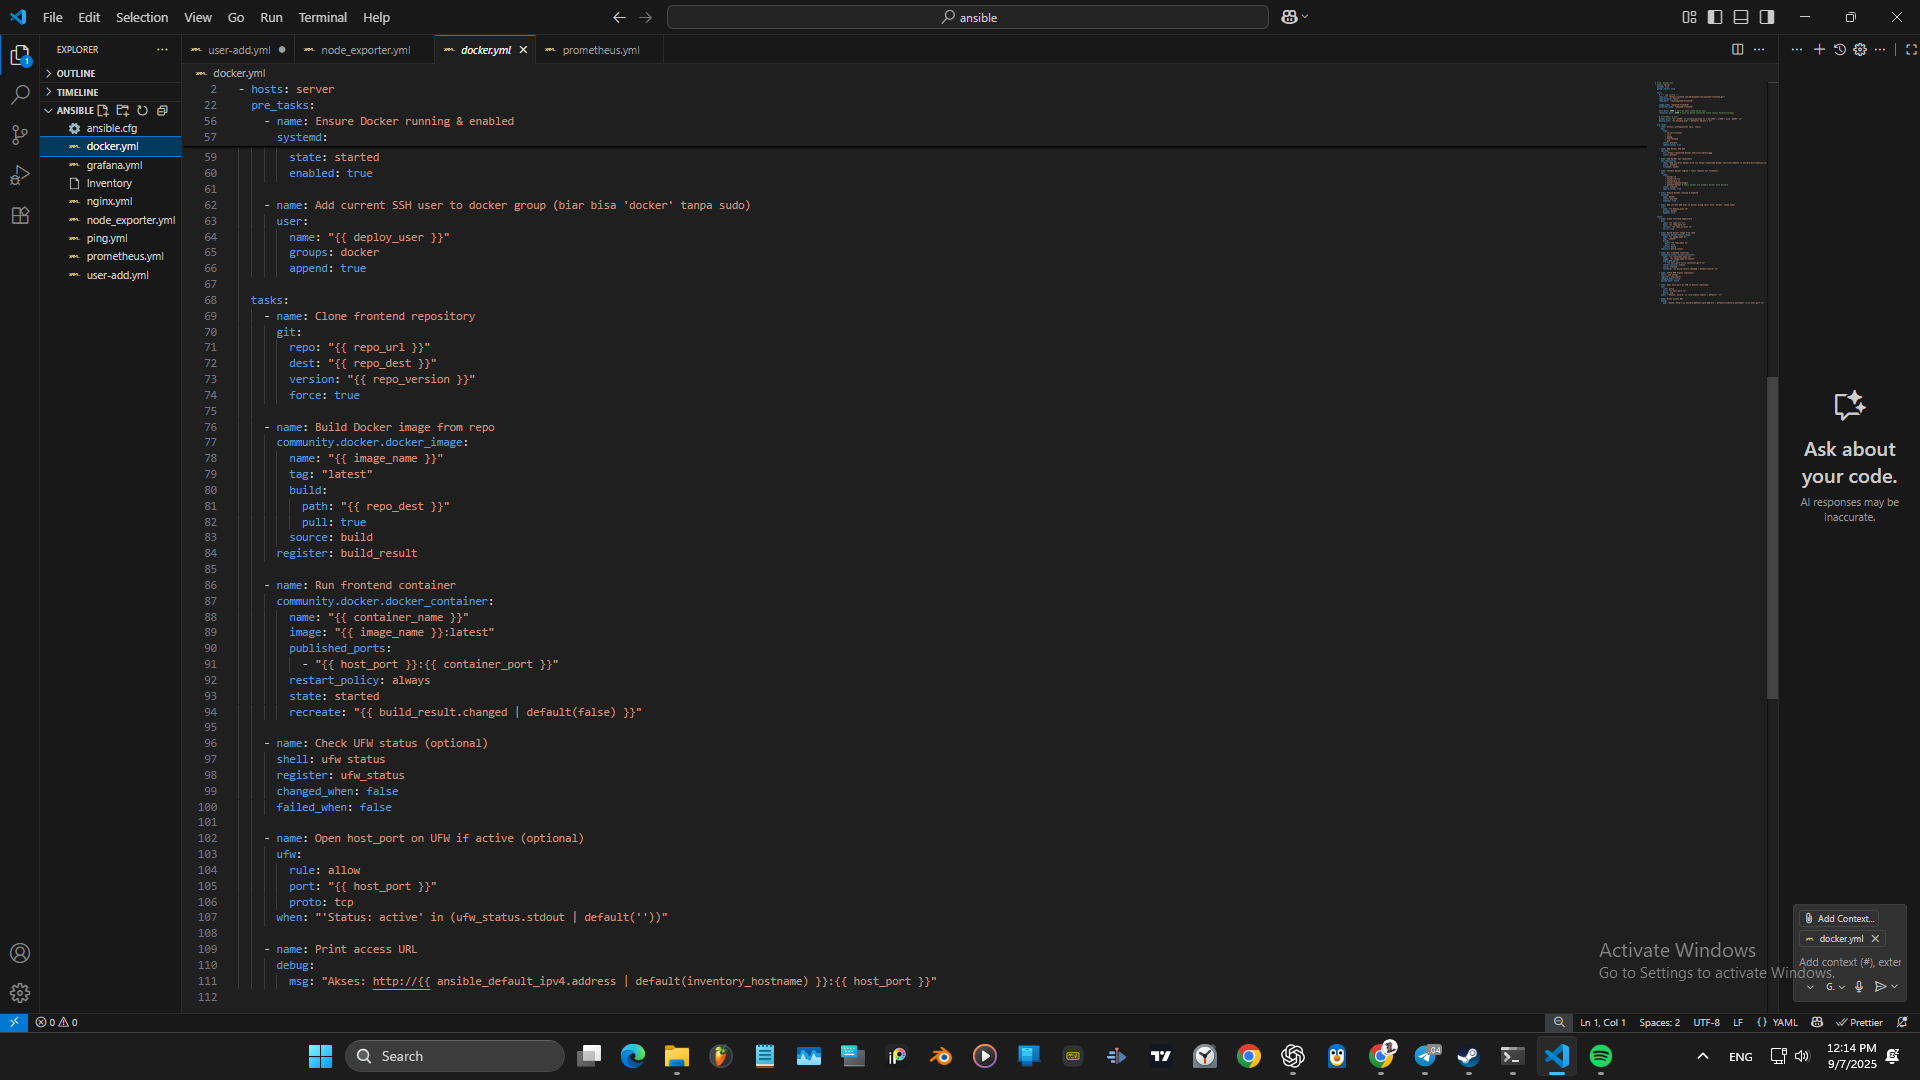 File Edit Selection View Go Run Terminal Help
ansible
EXPLORER
OUTLINE
TIMELINE
ANSIBLE
ansible.cfg
docker.yml
grafana.yml
Inventory
nginx.yml
node_exporter.yml
ping.yml
prometheus.yml
user-add.yml
1
user-add.yml
node_exporter.yml
docker.yml
prometheus.yml
docker.yml
2 - hosts: server
22 pre_tasks:
56 - name: Ensure Docker running & enabled
57 systemd:
59 state: started
60 enabled: true
61
62 - name: Add current SSH user to docker group (biar bisa 'docker' tanpa sudo)
63 user:
64 name: "{{ deploy_user }}"
65 groups: docker
66 append: true
67
68 tasks:
69 - name: Clone frontend repository
70 git:
71 repo: "{{ repo_url }}"
72 dest: "{{ repo_dest }}"
73 version: "{{ repo_version }}"
74 force: true
75
76 - name: Build Docker image from repo
77 community.docker.docker_image:
78 name: "{{ image_name }}"
79 tag: "latest"
80 build:
81 path: "{{ repo_dest }}"
82 pull: true
83 source: build
84 register: build_result
85
86 - name: Run frontend container
87 community.docker.docker_container:
88 name: "{{ container_name }}"
89 image: "{{ image_name }}:latest"
90 published_ports:
91 - "{{ host_port }}:{{ container_port }}"
92 restart_policy: always
93 state: started
94 recreate: "{{ build_result.changed | default(false) }}"
95
96 - name: Check UFW status (optional)
97 shell: ufw status
98 register: ufw_status
99 changed_when: false
100 failed_when: false
101
102 - name: Open host_port on UFW if active (optional)
103 ufw:
104 rule: allow
105 port: "{{ host_port }}"
106 proto: tcp
107 when: "'Status: active' in (ufw_status.stdout | default(''))"
108
109 - name: Print access URL
110 debug:
111 msg: "Akses: http://{{ ansible_default_ipv4.address | default(inventory_hostname) }}:{{ host_port }}"
112
Ask about
your code.
AI responses may be
inaccurate.
Add Context...
docker.yml
Add context (#), exter
G.
Activate Windows
Go to Settings to activate Windows.
0 0
Ln 1, Col 1 Spaces: 2 UTF-8 LF {} YAML Prettier
Search
.04
ENG
12:14 PM
9/7/2025